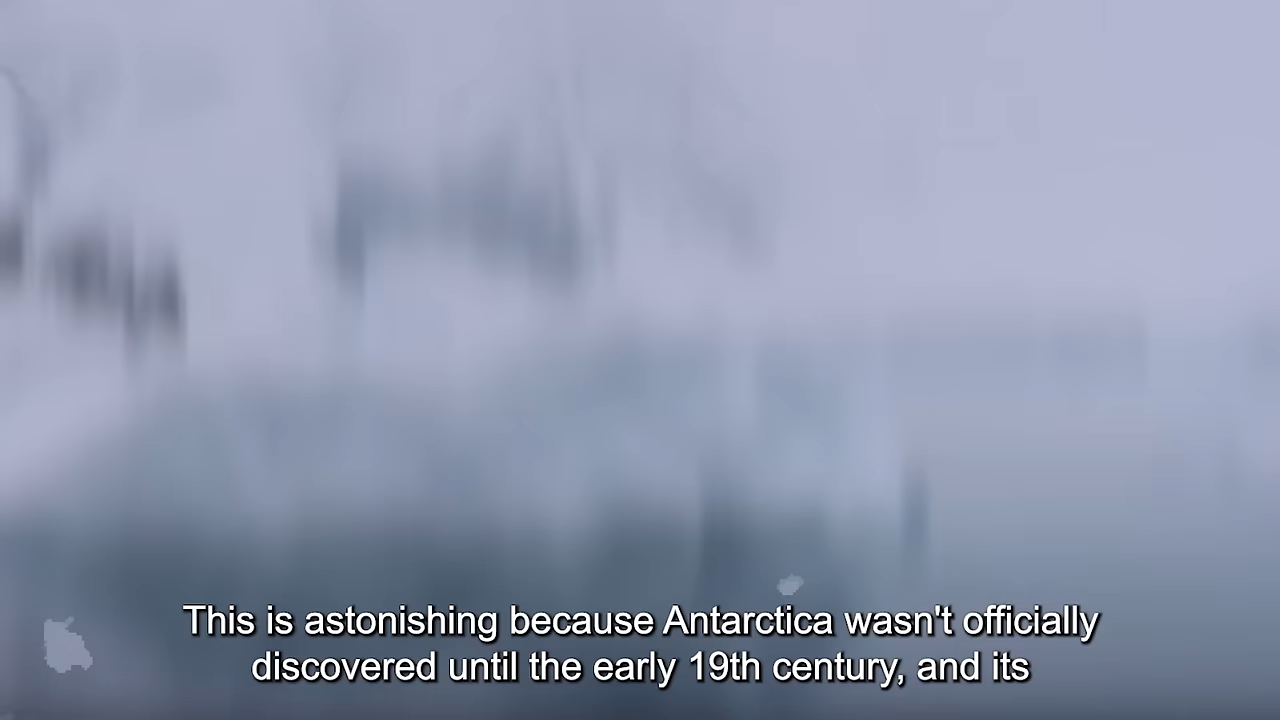 This is astonishing because Antarctica wasn't officially
discovered until the early 19th century, and its